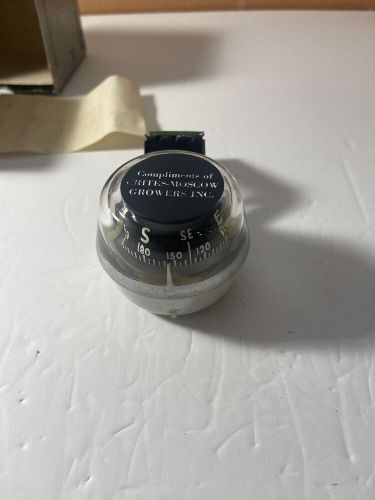 Compliments of
CRITES-MOSCOW
GROWERS INC.
S SE E
180 150 120